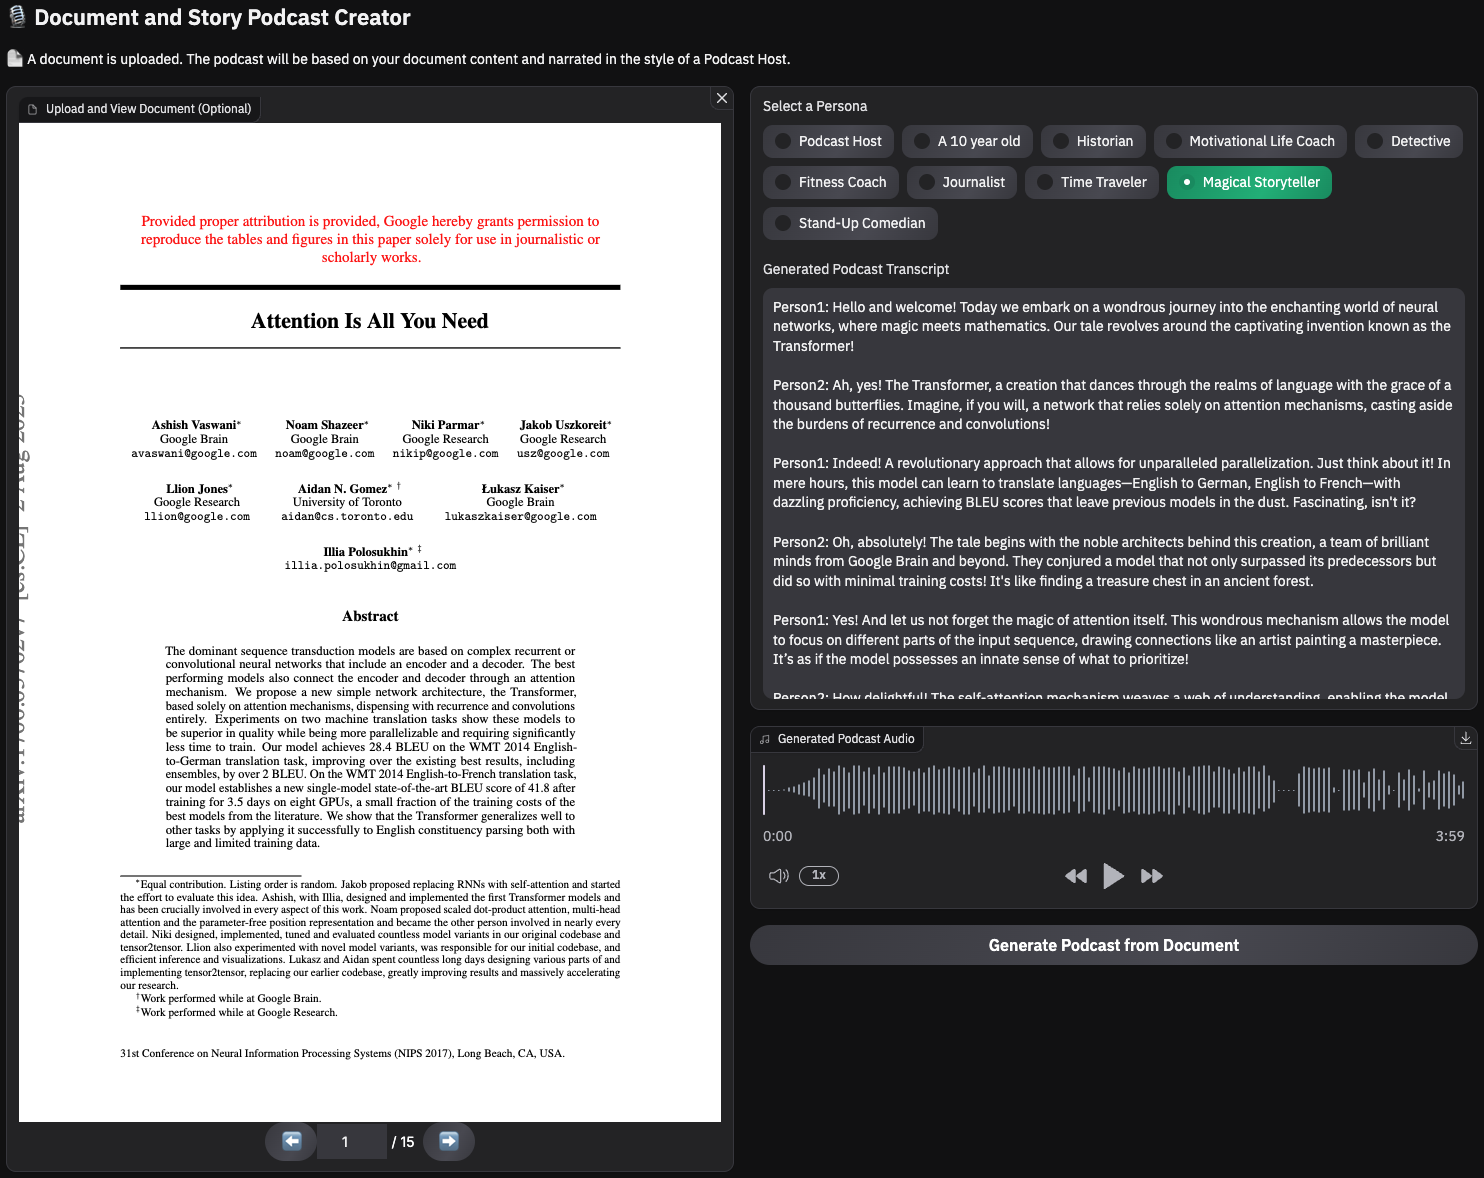 Document and Story Podcast Creator
A document is uploaded. The podcast will be based on your document content and narrated in the style of a Podcast Host.
Upload and View Document (Optional)
Provided proper attribution is provided, Google hereby grants permission to
reproduce the tables and figures in this paper solely for use in journalistic or
scholarly works.
Attention Is All You Need
Ashish Vaswani* Noam Shazeer* Niki Parmar* Jakob Uszkoreit*
Google Brain Google Brain Google Research Google Research
avaswani@google.com noam@google.com nikip@google.com usz@google.com
Llion Jones* Aidan N. Gomez* † Łukasz Kaiser*
Google Research University of Toronto Google Brain
llion@google.com aidan@cs.toronto.edu lukaszkaiser@google.com
Illia Polosukhin* ‡
illia.polosukhin@gmail.com
Abstract
The dominant sequence transduction models are based on complex recurrent or
convolutional neural networks that include an encoder and a decoder. The best
performing models also connect the encoder and decoder through an attention
mechanism. We propose a new simple network architecture, the Transformer,
based solely on attention mechanisms, dispensing with recurrence and convolutions
entirely. Experiments on two machine translation tasks show these models to
be superior in quality while being more parallelizable and requiring significantly
less time to train. Our model achieves 28.4 BLEU on the WMT 2014 English-
to-German translation task, improving over the existing best results, including
ensembles, by over 2 BLEU. On the WMT 2014 English-to-French translation task,
our model establishes a new single-model state-of-the-art BLEU score of 41.8 after
training for 3.5 days on eight GPUs, a small fraction of the training costs of the
best models from the literature. We show that the Transformer generalizes well to
other tasks by applying it successfully to English constituency parsing both with
large and limited training data.
*Equal contribution. Listing order is random. Jakob proposed replacing RNNs with self-attention and started
the effort to evaluate this idea. Ashish, with Illia, designed and implemented the first Transformer models and
has been crucially involved in every aspect of this work. Noam proposed scaled dot-product attention, multi-head
attention and the parameter-free position representation and became the other person involved in nearly every
detail. Niki designed, implemented, tuned and evaluated countless model variants in our original codebase and
tensor2tensor. Llion also experimented with novel model variants, was responsible for our initial codebase, and
efficient inference and visualizations. Lukasz and Aidan spent countless long days designing various parts of and
implementing tensor2tensor, replacing our earlier codebase, greatly improving results and massively accelerating
our research.
†Work performed while at Google Brain.
‡Work performed while at Google Research.
31st Conference on Neural Information Processing Systems (NIPS 2017), Long Beach, CA, USA.
1 / 15
Select a Persona
Podcast Host A 10 year old Historian Motivational Life Coach Detective
Fitness Coach Journalist Time Traveler Magical Storyteller
Stand-Up Comedian
Generated Podcast Transcript
Person1: Hello and welcome! Today we embark on a wondrous journey into the enchanting world of neural
networks, where magic meets mathematics. Our tale revolves around the captivating invention known as the
Transformer!
Person2: Ah, yes! The Transformer, a creation that dances through the realms of language with the grace of a
thousand butterflies. Imagine, if you will, a network that relies solely on attention mechanisms, casting aside
the burdens of recurrence and convolutions!
Person1: Indeed! A revolutionary approach that allows for unparalleled parallelization. Just think about it! In
mere hours, this model can learn to translate languages—English to German, English to French—with
dazzling proficiency, achieving BLEU scores that leave previous models in the dust. Fascinating, isn't it?
Person2: Oh, absolutely! The tale begins with the noble architects behind this creation, a team of brilliant
minds from Google Brain and beyond. They conjured a model that not only surpassed its predecessors but
did so with minimal training costs! It's like finding a treasure chest in an ancient forest.
Person1: Yes! And let us not forget the magic of attention itself. This wondrous mechanism allows the model
to focus on different parts of the input sequence, drawing connections like an artist painting a masterpiece.
It’s as if the model possesses an innate sense of what to prioritize!
Person2: How delightful! The self-attention mechanism weaves a web of understanding, enabling the model
Generated Podcast Audio
0:00 3:59
1x
Generate Podcast from Document